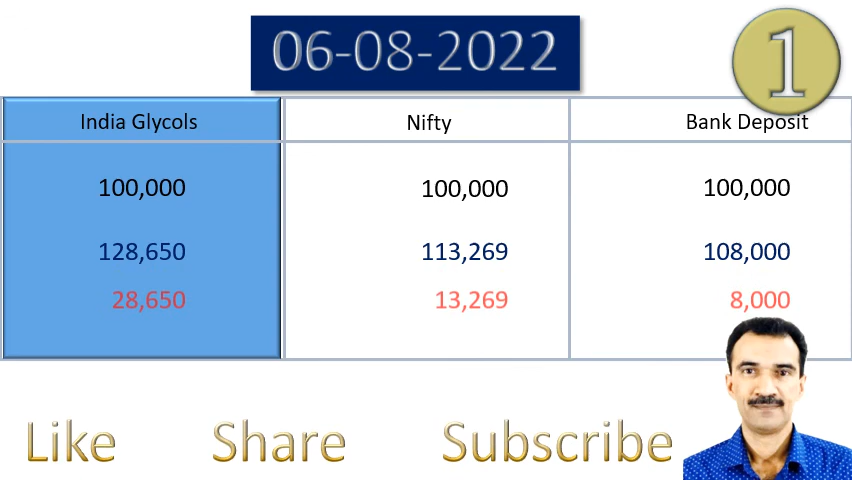 06-08-2022
1
India Glycols Nifty Bank Deposit
100,000 100,000 100,000
128,650 113,269 108,000
28,650 13,269 8,000
Like Share Subscribe